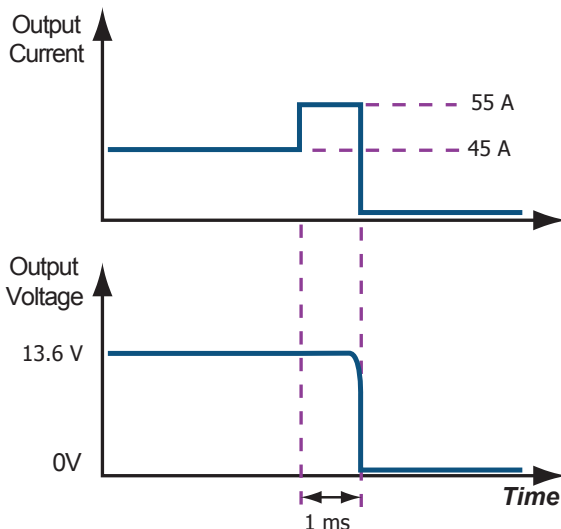 Output
Current
55 A
45 A
Output
Voltage
13.6 V
0V
Time
1 ms